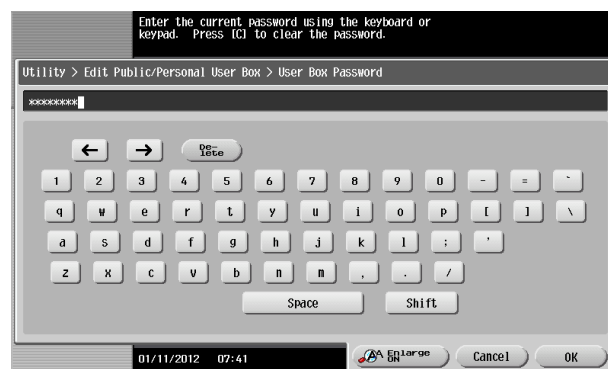 Enter the current password using the keyboard or
keypad. Press [C] to clear the password.
Utility > Edit Public/Personal User Box > User Box Password
********
← → De-
lete
1 2 3 4 5 6 7 8 9 0 - = `
q w e r t y u i o p [ ] \
a s d f g h j k l ; '
z x c v b n m , . /
Space Shift
01/11/2012 07:41 AA Enlarge
ON Cancel OK